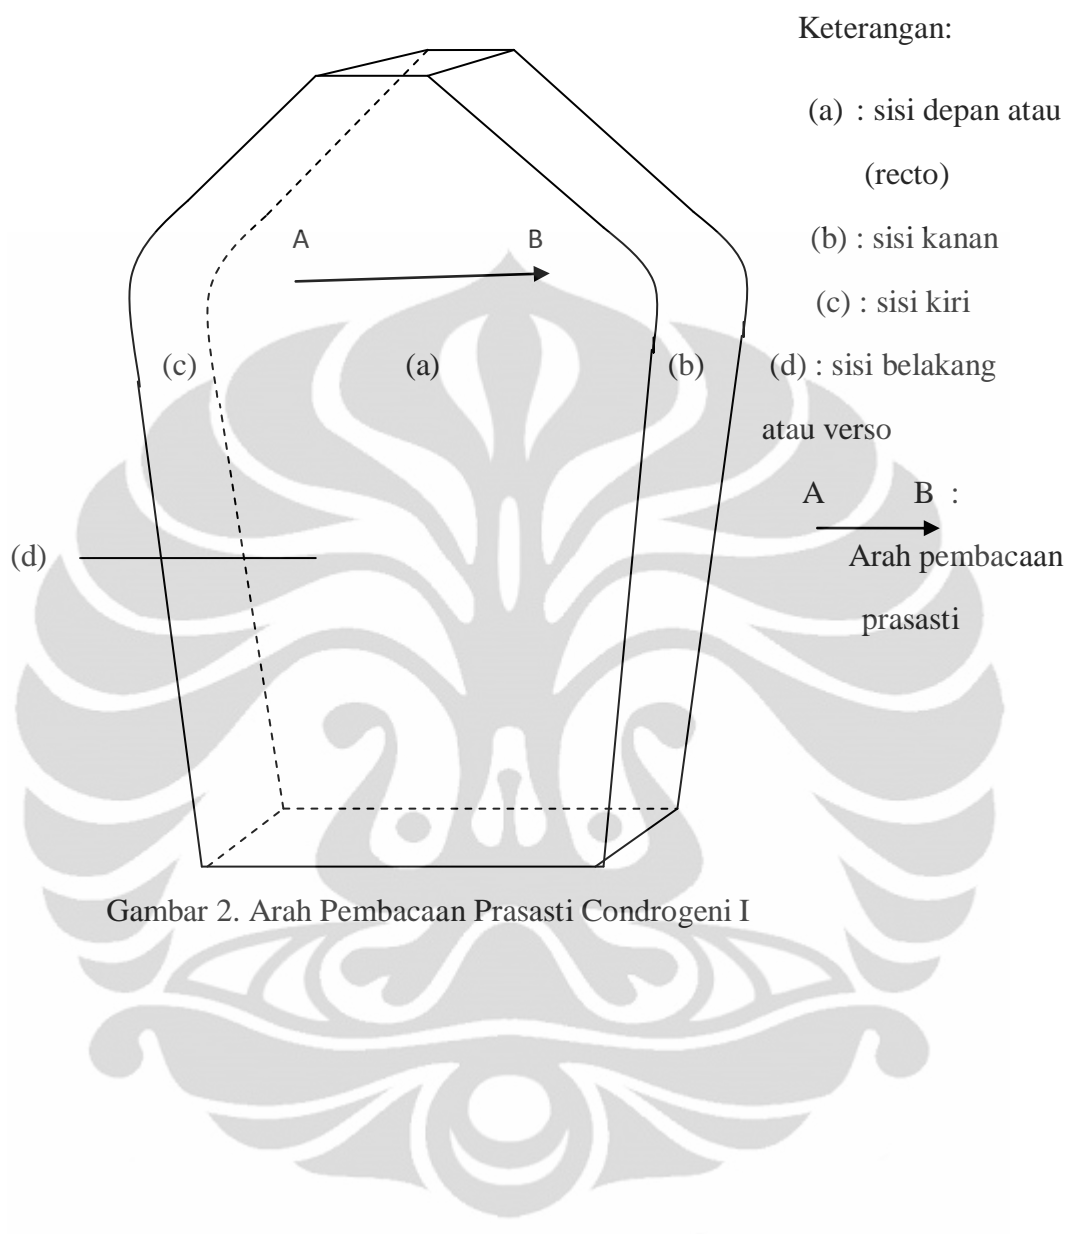 Keterangan:
(a) : sisi depan atau
(recto)
(b) : sisi kanan
(c) : sisi kiri
(d) : sisi belakang
atau verso
A B :
Arah pembacaan
prasasti
A B
(c) (a) (b)
(d)
Gambar 2. Arah Pembacaan Prasasti Condrogeni I